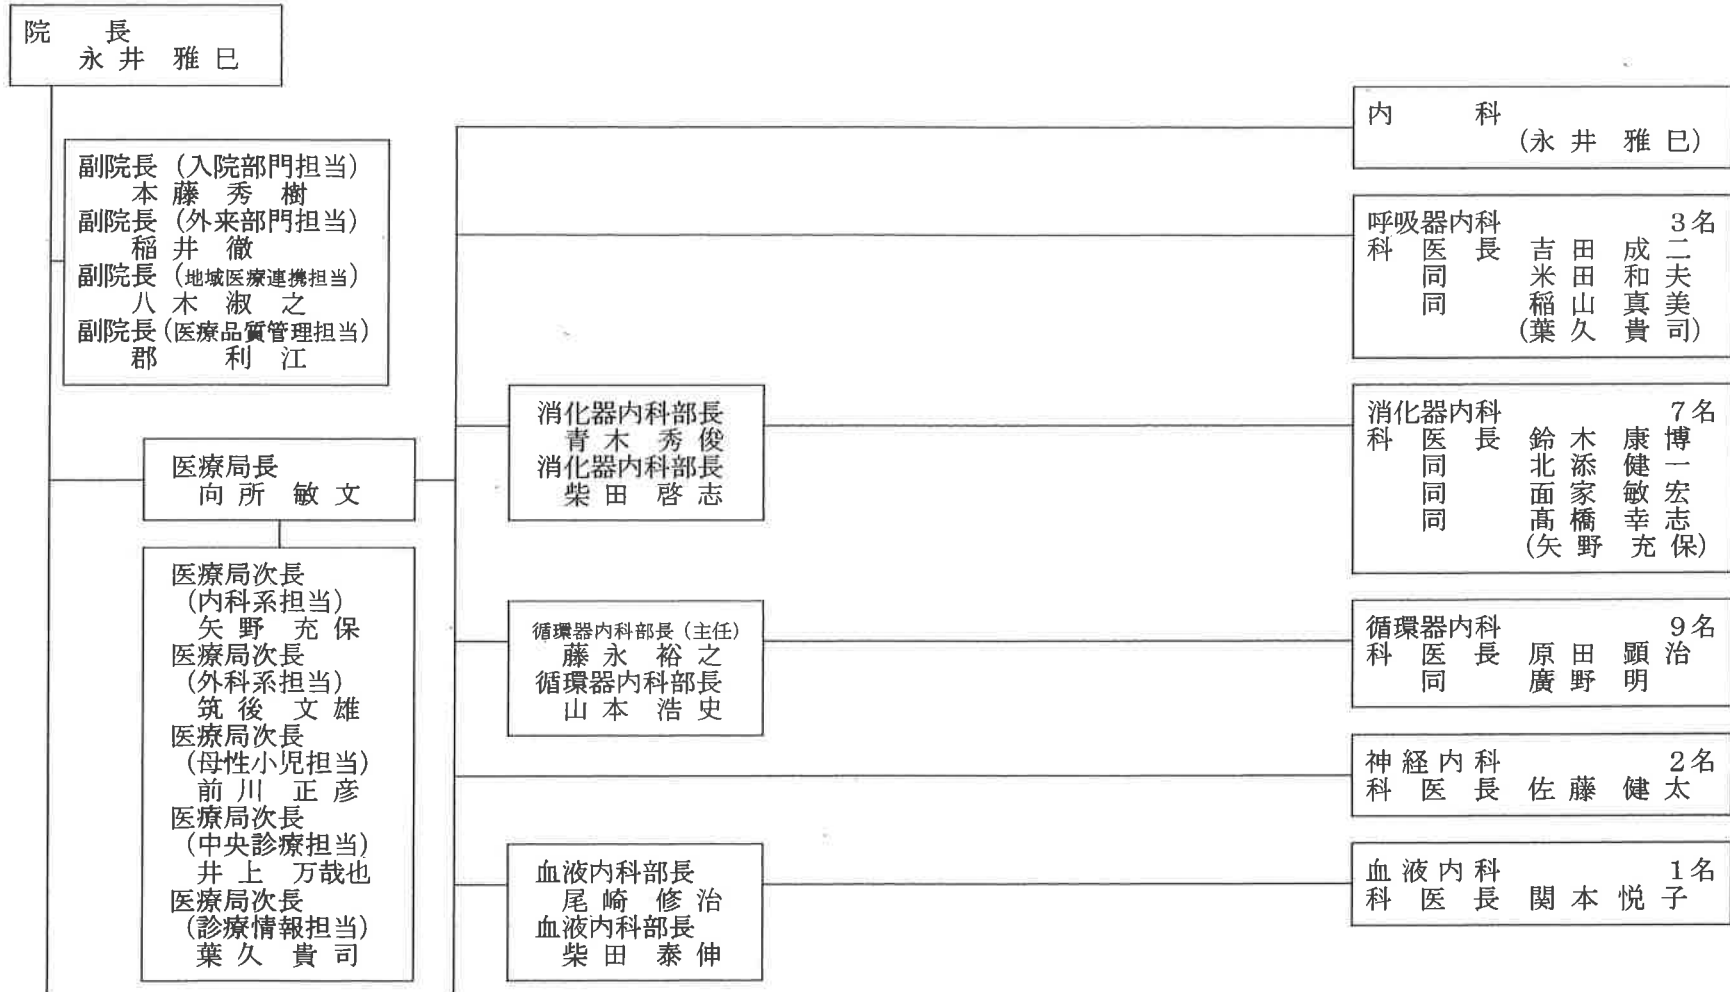 院　長
永井 雅巳
副院長（入院部門担当）
本藤 秀樹
副院長（外来部門担当）
稲井 徹
副院長（地域医療連携担当）
八木 淑之
副院長（医療品質管理担当）
郡 利江
医療局長
向所 敏文
医療局次長
（内科系担当）
矢野 充保
医療局次長
（外科系担当）
筑後 文雄
医療局次長
（母性小児担当）
前川 正彦
医療局次長
（中央診療担当）
井上 万哉也
医療局次長
（診療情報担当）
葉久 貴司
消化器内科部長
青木 秀俊
消化器内科部長
柴田 啓志
循環器内科部長（主任）
藤永 裕之
循環器内科部長
山本 浩史
血液内科部長
尾崎 修治
血液内科部長
柴田 泰伸
内　科
（永井 雅巳）
呼吸器内科 3名
科医長 吉田 成二
同 米田 和夫
同 稲山 真美
（葉久 貴司）
消化器内科 7名
科医長 鈴木 康博
同 北添 健一
同 面家 敏宏
同 髙橋 幸志
（矢野 充保）
循環器内科 9名
科医長 原田 顕治
同 廣野 明
神経内科 2名
科医長 佐藤 健太
血液内科 1名
科医長 関本 悦子